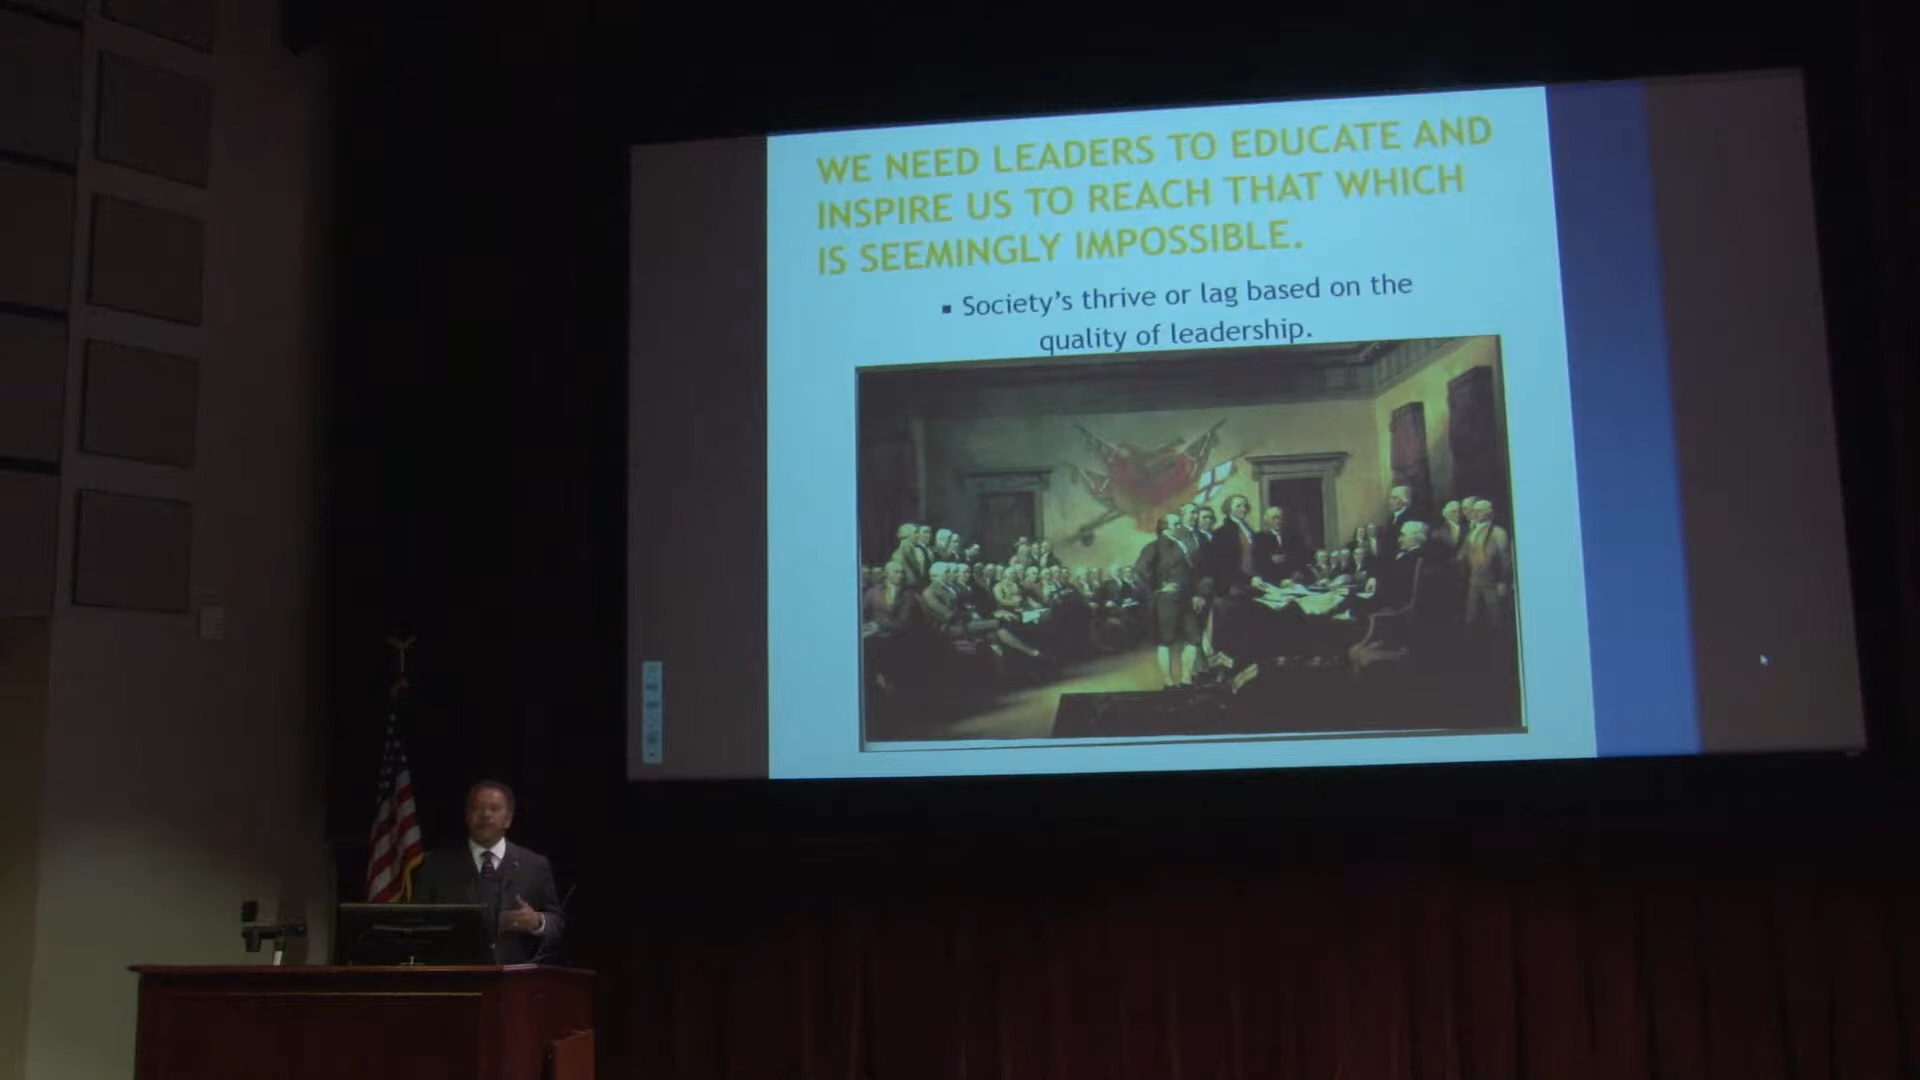 WE NEED LEADERS TO EDUCATE AND
INSPIRE US TO REACH THAT WHICH
IS SEEMINGLY IMPOSSIBLE.
▪ Society's thrive or lag based on the
quality of leadership.